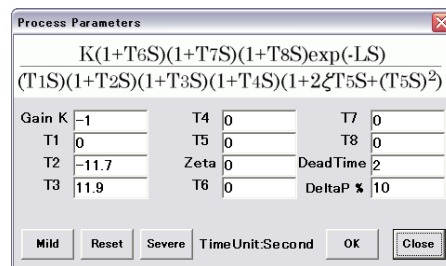 Process Parameters
K(1+T6S)(1+T7S)(1+T8S)exp(-LS)
(T1S)(1+T2S)(1+T3S)(1+T4S)(1+2ξT5S+(T5S)²)
Gain K -1 T4 0 T7 0
T1 0 T5 0 T8 0
T2 -11.7 Zeta 0 DeadTime 2
T3 11.9 T6 0 DeltaP % 10
Mild Reset Severe TimeUnit:Second OK Close